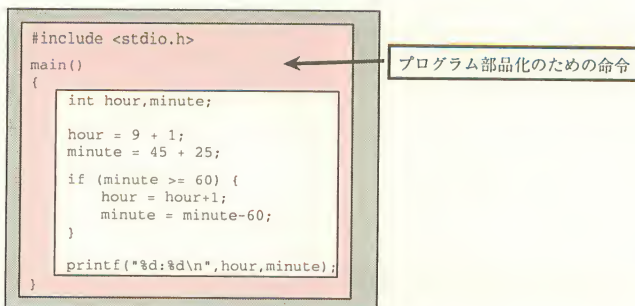 #include <stdio.h>
main()
プログラム部品化のための命令
{
int hour,minute;
hour = 9 + 1;
minute = 45 + 25;
if (minute >= 60) {
hour = hour+1;
minute = minute-60;
}
printf("%d:%d\n",hour,minute);
}